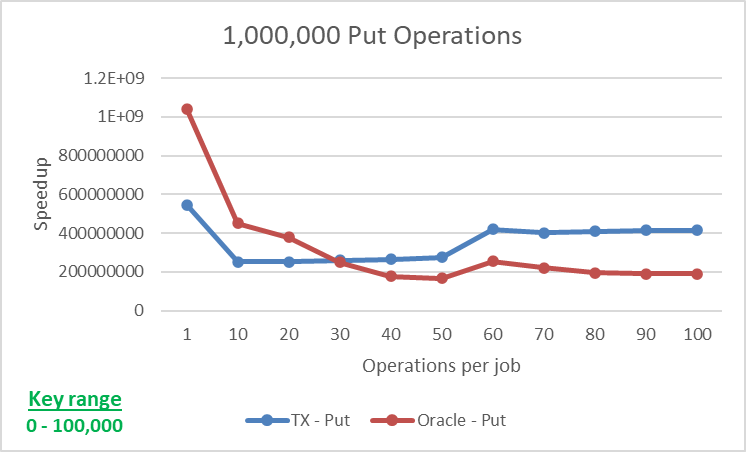 1,000,000 Put Operations
1.2E+09
1E+09
800000000
600000000
400000000
200000000
0
Speedup
1 10 20 30 40 50 60 70 80 90 100
Operations per job
Key range
0 - 100,000
TX - Put Oracle - Put